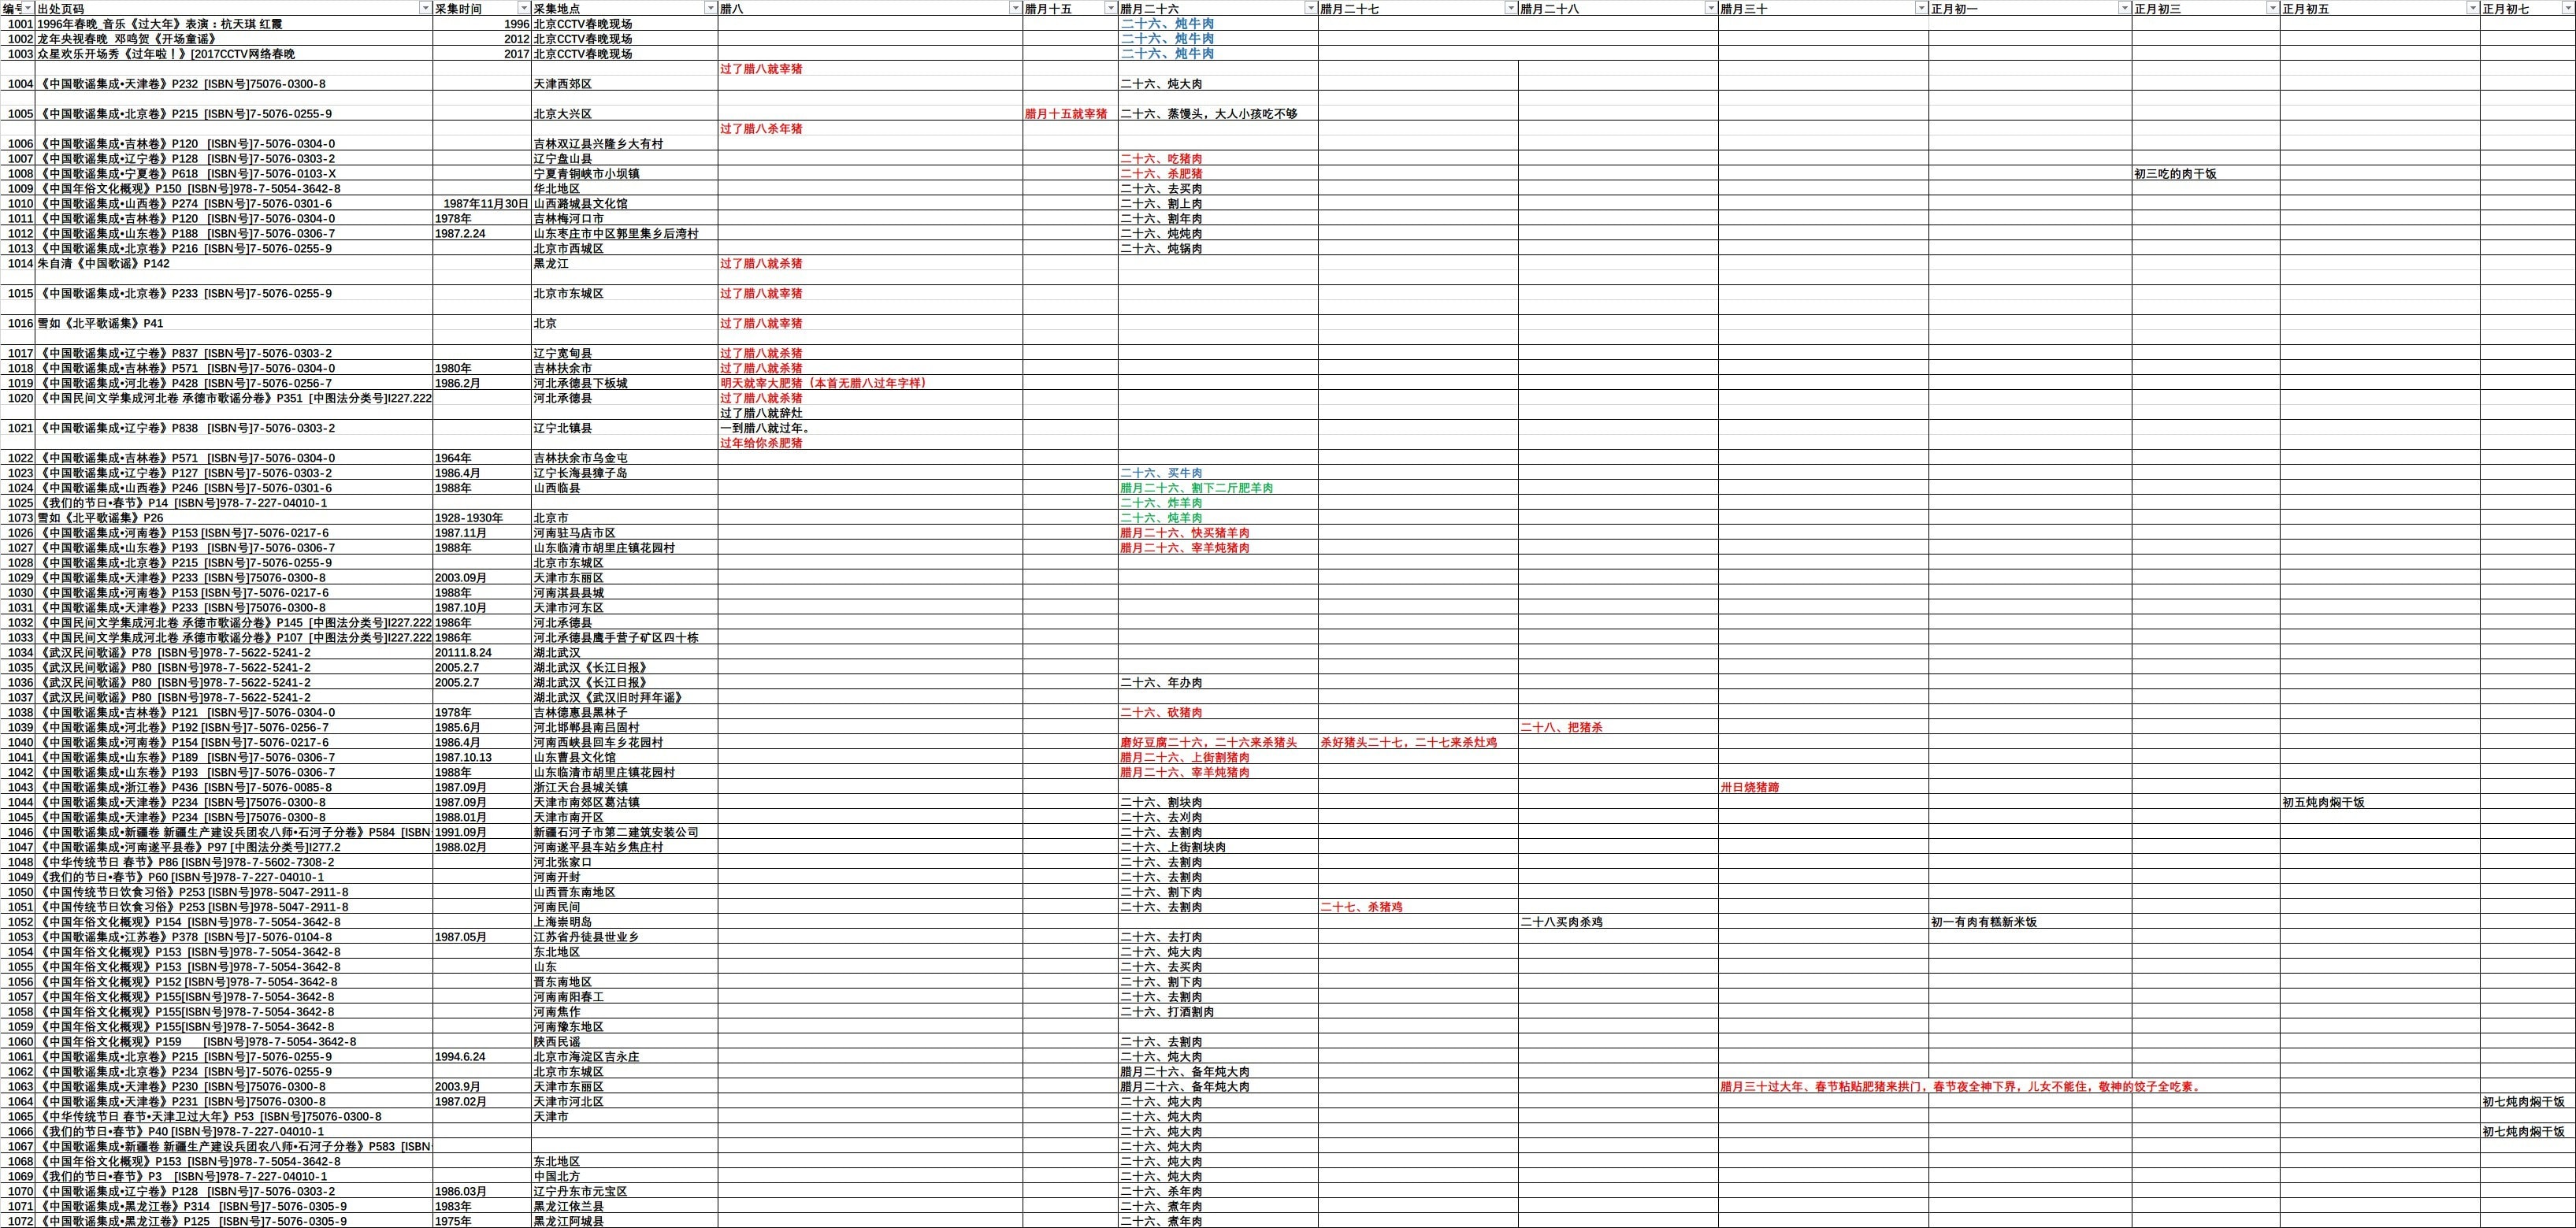 编号 出处页码 采集时间 采集地点 腊八 腊月十五 腊月二十六 腊月二十七 腊月二十八 腊月三十 正月初一 正月初三 正月初五 正月初七
1001 1996年春晚 音乐《过大年》表演：杭天琪 红霞 1996 北京CCTV春晚现场 二十六、炖牛肉
1002 龙年央视春晚 邓鸣贺《开场童谣》 2012 北京CCTV春晚现场 二十六、炖牛肉
1003 众星欢乐开场秀《过年啦！》[2017CCTV网络春晚 2017 北京CCTV春晚现场 二十六、炖牛肉
过了腊八就宰猪
1004 《中国歌谣集成•天津卷》P232 [ISBN号]75076-0300-8 天津西郊区 二十六、炖大肉
1005 《中国歌谣集成•北京卷》P215 [ISBN号]7-5076-0255-9 北京大兴区 腊月十五就宰猪 二十六、蒸馒头，大人小孩吃不够
过了腊八杀年猪
1006 《中国歌谣集成•吉林卷》P120 [ISBN号]7-5076-0304-0 吉林双辽县兴隆乡大有村
1007 《中国歌谣集成•辽宁卷》P128 [ISBN号]7-5076-0303-2 辽宁盘山县 二十六、吃猪肉
1008 《中国歌谣集成•宁夏卷》P618 [ISBN号]7-5076-0103-X 宁夏青铜峡市小坝镇 二十六、杀肥猪 初三吃的肉干饭
1009 《中国年俗文化概观》P150 [ISBN号]978-7-5054-3642-8 华北地区 二十六、去买肉
1010 《中国歌谣集成•山西卷》P274 [ISBN号]7-5076-0301-6 1987年11月30日 山西潞城县文化馆 二十六、割上肉
1011 《中国歌谣集成•吉林卷》P120 [ISBN号]7-5076-0304-0 1978年 吉林梅河口市 二十六、割年肉
1012 《中国歌谣集成•山东卷》P188 [ISBN号]7-5076-0306-7 1987.2.24 山东枣庄市中区郭里集乡后湾村 二十六、炖炖肉
1013 《中国歌谣集成•北京卷》P216 [ISBN号]7-5076-0255-9 北京市西城区 二十六、炖锅肉
1014 朱自清《中国歌谣》P142 黑龙江 过了腊八就杀猪
1015 《中国歌谣集成•北京卷》P233 [ISBN号]7-5076-0255-9 北京市东城区 过了腊八就宰猪
1016 雪如《北平歌谣集》P41 北京 过了腊八就宰猪
1017 《中国歌谣集成•辽宁卷》P837 [ISBN号]7-5076-0303-2 辽宁宽甸县 过了腊八就杀猪
1018 《中国歌谣集成•吉林卷》P571 [ISBN号]7-5076-0304-0 1980年 吉林扶余市 过了腊八就杀猪
1019 《中国歌谣集成•河北卷》P428 [ISBN号]7-5076-0256-7 1986.2月 河北承德县下板城 明天就宰大肥猪（本首无腊八过年字样）
1020 《中国民间文学集成河北卷 承德市歌谣分卷》P351 [中图法分类号]I227.222 河北承德县 过了腊八就杀猪
过了腊八就辞灶
1021 《中国歌谣集成•辽宁卷》P838 [ISBN号]7-5076-0303-2 辽宁北镇县 一到腊八就过年。
过年给你杀肥猪
1022 《中国歌谣集成•吉林卷》P571 [ISBN号]7-5076-0304-0 1964年 吉林扶余市乌金屯
1023 《中国歌谣集成•辽宁卷》P127 [ISBN号]7-5076-0303-2 1986.4月 辽宁长海县獐子岛 二十六、买牛肉
1024 《中国歌谣集成•山西卷》P246 [ISBN号]7-5076-0301-6 1988年 山西临县 腊月二十六、割下二斤肥羊肉
1025 《我们的节日•春节》P14 [ISBN号]978-7-227-04010-1 二十六、炸羊肉
1073 雪如《北平歌谣集》P26 1928-1930年 北京市 二十六、炖羊肉
1026 《中国歌谣集成•河南卷》P153 [ISBN号]7-5076-0217-6 1987.11月 河南驻马店市区 腊月二十六、快买猪羊肉
1027 《中国歌谣集成•山东卷》P193 [ISBN号]7-5076-0306-7 1988年 山东临清市胡里庄镇花园村 腊月二十六、宰羊炖猪肉
1028 《中国歌谣集成•北京卷》P215 [ISBN号]7-5076-0255-9 北京市东城区
1029 《中国歌谣集成•天津卷》P233 [ISBN号]75076-0300-8 2003.09月 天津市东丽区
1030 《中国歌谣集成•河南卷》P153 [ISBN号]7-5076-0217-6 1988年 河南淇县县城
1031 《中国歌谣集成•天津卷》P233 [ISBN号]75076-0300-8 1987.10月 天津市河东区
1032 《中国民间文学集成河北卷 承德市歌谣分卷》P145 [中图法分类号]I227.222 1986年 河北承德县
1033 《中国民间文学集成河北卷 承德市歌谣分卷》P107 [中图法分类号]I227.222 1986年 河北承德县鹰手营子矿区四十栋
1034 《武汉民间歌谣》P78 [ISBN号]978-7-5622-5241-2 20111.8.24 湖北武汉
1035 《武汉民间歌谣》P80 [ISBN号]978-7-5622-5241-2 2005.2.7 湖北武汉《长江日报》
1036 《武汉民间歌谣》P80 [ISBN号]978-7-5622-5241-2 2005.2.7 湖北武汉《长江日报》 二十六、年办肉
1037 《武汉民间歌谣》P80 [ISBN号]978-7-5622-5241-2 湖北武汉《武汉旧时拜年谣》
1038 《中国歌谣集成•吉林卷》P121 [ISBN号]7-5076-0304-0 1978年 吉林德惠县黑林子 二十六、砍猪肉
1039 《中国歌谣集成•河北卷》P192 [ISBN号]7-5076-0256-7 1985.6月 河北邯郸县南吕固村 二十八、把猪杀
1040 《中国歌谣集成•河南卷》P154 [ISBN号]7-5076-0217-6 1986.4月 河南西峡县回车乡花园村 磨好豆腐二十六，二十六来杀猪头 杀好猪头二十七，二十七来杀灶鸡
1041 《中国歌谣集成•山东卷》P189 [ISBN号]7-5076-0306-7 1987.10.13 山东曹县文化馆 腊月二十六、上街割猪肉
1042 《中国歌谣集成•山东卷》P193 [ISBN号]7-5076-0306-7 1988年 山东临清市胡里庄镇花园村 腊月二十六、宰羊炖猪肉
1043 《中国歌谣集成•浙江卷》P436 [ISBN号]7-5076-0085-8 1987.09月 浙江天台县城关镇 卅日烧猪蹄
1044 《中国歌谣集成•天津卷》P234 [ISBN号]75076-0300-8 1987.09月 天津市南郊区葛沽镇 二十六、割块肉 初五炖肉焖干饭
1045 《中国歌谣集成•天津卷》P234 [ISBN号]75076-0300-8 1988.01月 天津市南开区 二十六、去刈肉
1046 《中国歌谣集成•新疆卷 新疆生产建设兵团农八师•石河子分卷》P584 [ISBN 1991.09月 新疆石河子市第二建筑安装公司 二十六、去割肉
1047 《中国歌谣集成•河南遂平县卷》P97 [中图法分类号]I277.2 1988.02月 河南遂平县车站乡焦庄村 二十六、上街割块肉
1048 《中华传统节日 春节》P86 [ISBN号]978-7-5602-7308-2 河北张家口 二十六、去割肉
1049 《我们的节日•春节》P60 [ISBN号]978-7-227-04010-1 河南开封 二十六、去割肉
1050 《中国传统节日饮食习俗》P253 [ISBN号]978-5047-2911-8 山西晋东南地区 二十六、割下肉
1051 《中国传统节日饮食习俗》P253 [ISBN号]978-5047-2911-8 河南民间 二十六、去割肉 二十七、杀猪鸡
1052 《中国年俗文化概观》P154 [ISBN号]978-7-5054-3642-8 上海崇明岛 二十八买肉杀鸡 初一有肉有糕新米饭
1053 《中国歌谣集成•江苏卷》P378 [ISBN号]7-5076-0104-8 1987.05月 江苏省丹徒县世业乡 二十六、去打肉
1054 《中国年俗文化概观》P153 [ISBN号]978-7-5054-3642-8 东北地区 二十六、炖大肉
1055 《中国年俗文化概观》P153 [ISBN号]978-7-5054-3642-8 山东 二十六、去买肉
1056 《中国年俗文化概观》P152 [ISBN号]978-7-5054-3642-8 晋东南地区 二十六、割下肉
1057 《中国年俗文化概观》P155[ISBN号]978-7-5054-3642-8 河南南阳春工 二十六、去割肉
1058 《中国年俗文化概观》P155[ISBN号]978-7-5054-3642-8 河南焦作 二十六、打酒割肉
1059 《中国年俗文化概观》P155[ISBN号]978-7-5054-3642-8 河南豫东地区
1060 《中国年俗文化概观》P159 [ISBN号]978-7-5054-3642-8 陕西民谣 二十六、去割肉
1061 《中国歌谣集成•北京卷》P215 [ISBN号]7-5076-0255-9 1994.6.24 北京市海淀区吉永庄 二十六、炖大肉
1062 《中国歌谣集成•北京卷》P234 [ISBN号]7-5076-0255-9 北京市东城区 腊月二十六、备年炖大肉
1063 《中国歌谣集成•天津卷》P230 [ISBN号]75076-0300-8 2003.9月 天津市东丽区 腊月二十六、备年炖大肉 腊月三十过大年、春节粘贴肥猪来拱门，春节夜全神下界，儿女不能住，敬神的饺子全吃素。
1064 《中国歌谣集成•天津卷》P231 [ISBN号]75076-0300-8 1987.02月 天津市河北区 二十六、炖大肉 初七炖肉焖干饭
1065 《中华传统节日 春节•天津卫过大年》P53 [ISBN号]75076-0300-8 天津市 二十六、炖大肉
1066 《我们的节日•春节》P40 [ISBN号]978-7-227-04010-1 二十六、炖大肉 初七炖肉焖干饭
1067 《中国歌谣集成•新疆卷 新疆生产建设兵团农八师•石河子分卷》P583 [ISBN 二十六、炖大肉
1068 《中国年俗文化概观》P153 [ISBN号]978-7-5054-3642-8 东北地区 二十六、炖大肉
1069 《我们的节日•春节》P3 [ISBN号]978-7-227-04010-1 中国北方 二十六、炖大肉
1070 《中国歌谣集成•辽宁卷》P128 [ISBN号]7-5076-0303-2 1986.03月 辽宁丹东市元宝区 二十六、杀年肉
1071 《中国歌谣集成•黑龙江卷》P314 [ISBN号]7-5076-0305-9 1983年 黑龙江依兰县 二十六、煮年肉
1072 《中国歌谣集成•黑龙江卷》P125 [ISBN号]7-5076-0305-9 1975年 黑龙江阿城县 二十六、煮年肉